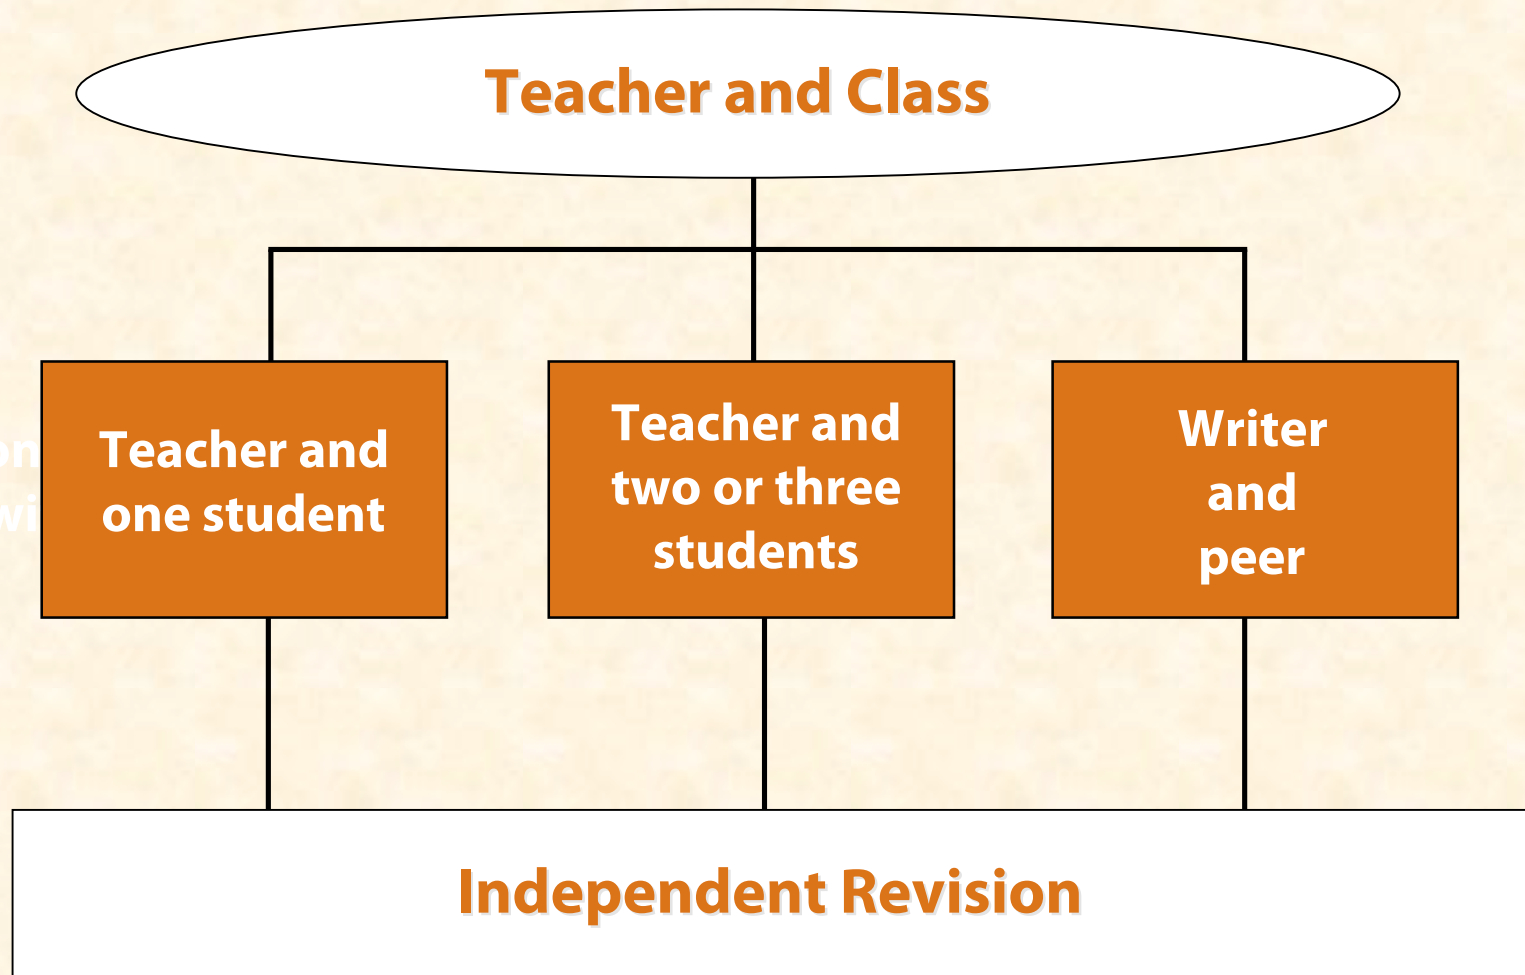 Teacher and Class
Teacher and
one student
Teacher and
two or three
students
Writer
and
peer
Independent Revision